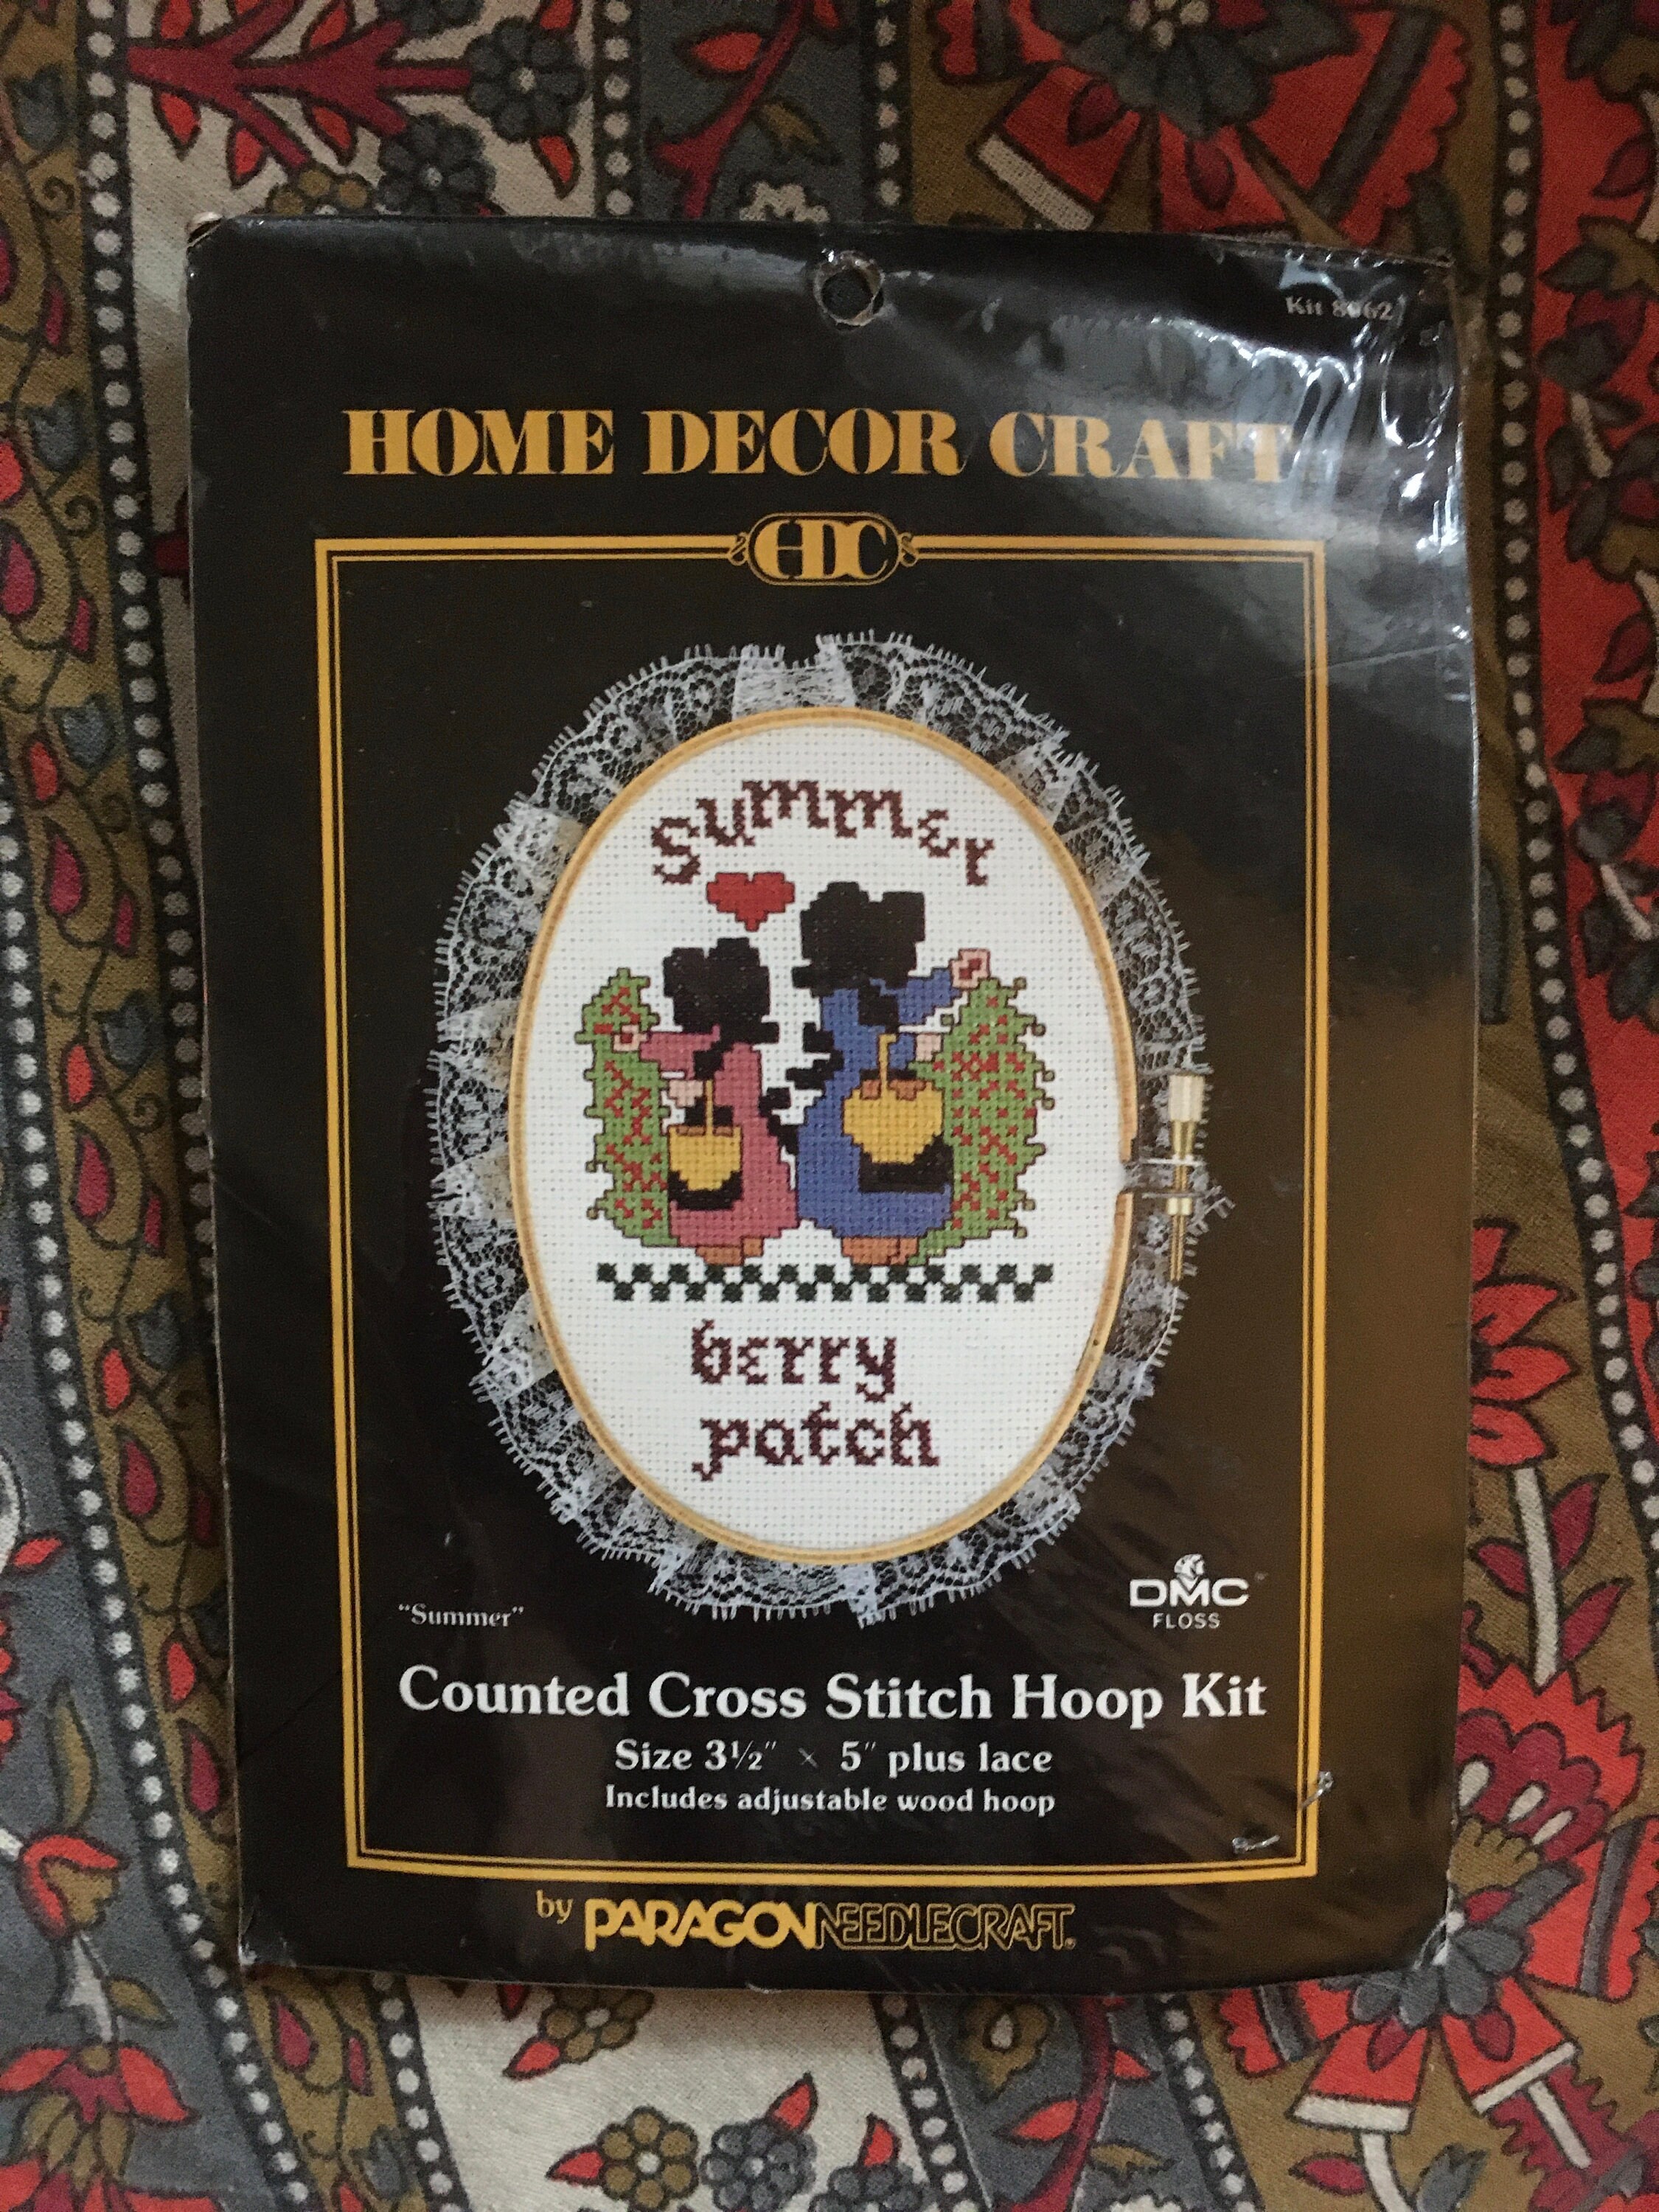 Kit 8062
HOME DECOR CRAFT
HDC
summer
berry
patch
"Summer"
DMC
FLOSS
Counted Cross Stitch Hoop Kit
Size 3½" × 5" plus lace
Includes adjustable wood hoop
by PARAGON NEEDLECRAFT®